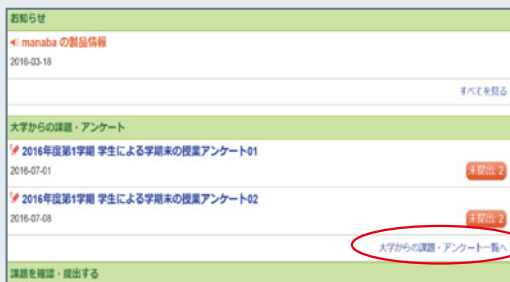 お知らせ
manaba の製品情報
2016-03-18
すべてを見る
大学からの課題・アンケート
2016年度第1学期 学生による学期末の授業アンケート01
2016-07-01
未提出: 2
2016年度第1学期 学生による学期末の授業アンケート02
2016-07-08
未提出: 2
大学からの課題・アンケート一覧へ
課題を確認・提出する